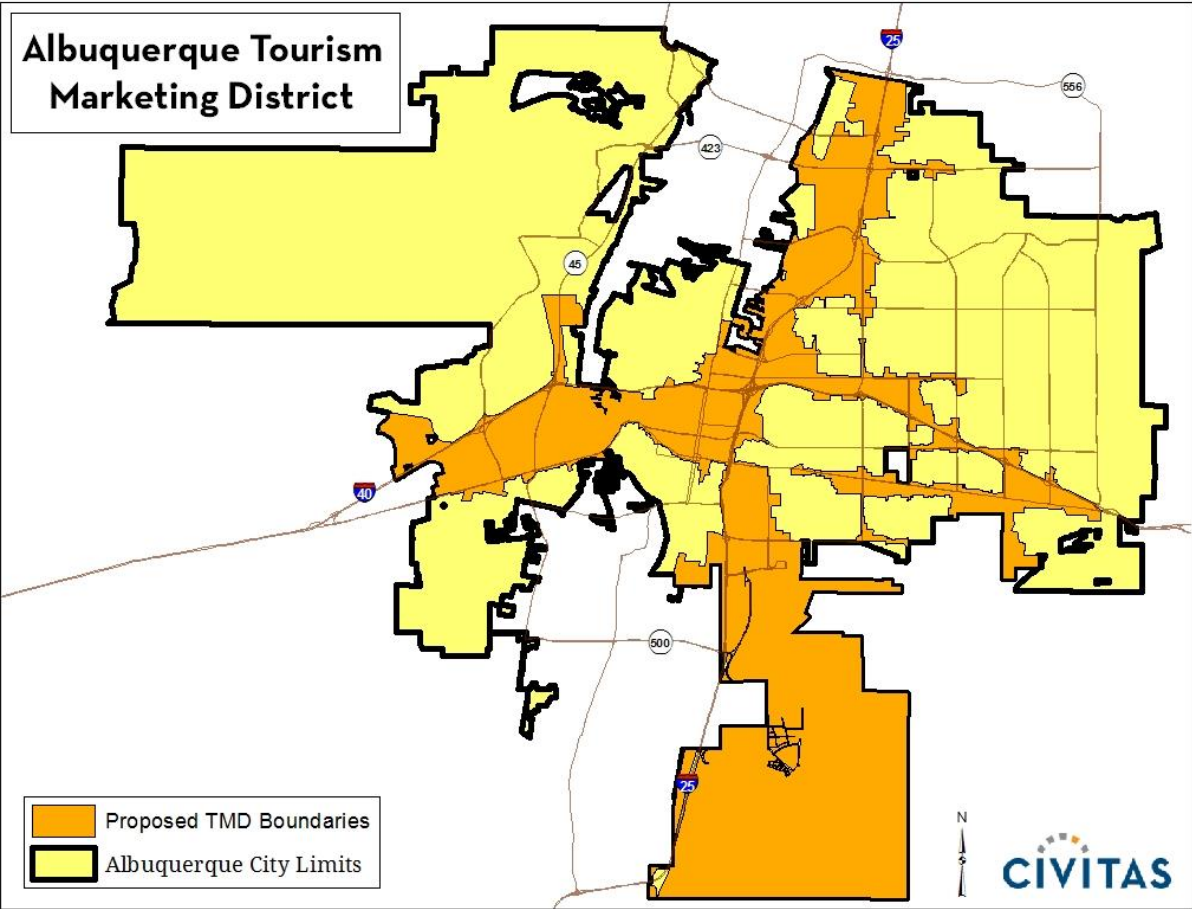 Albuquerque Tourism
Marketing District
25
556
423
45
40
500
25
Proposed TMD Boundaries
Albuquerque City Limits
N
CIVITAS